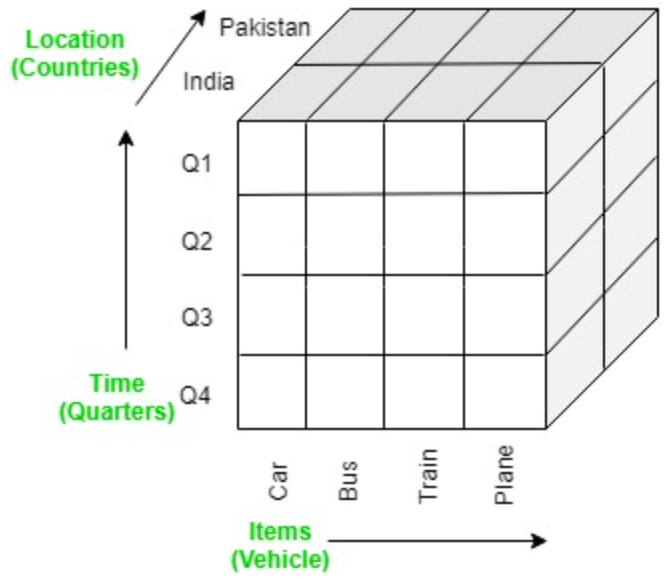 Location
(Countries)
Pakistan
India
Q1
Q2
Q3
Q4
Time
(Quarters)
Car
Bus
Train
Plane
Items
(Vehicle)